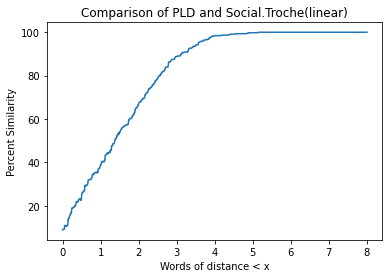 Comparison of PLD and Social.Troche(linear)
100
80
60
40
20
Percent Similarity
0 1 2 3 4 5 6 7 8
Words of distance < x